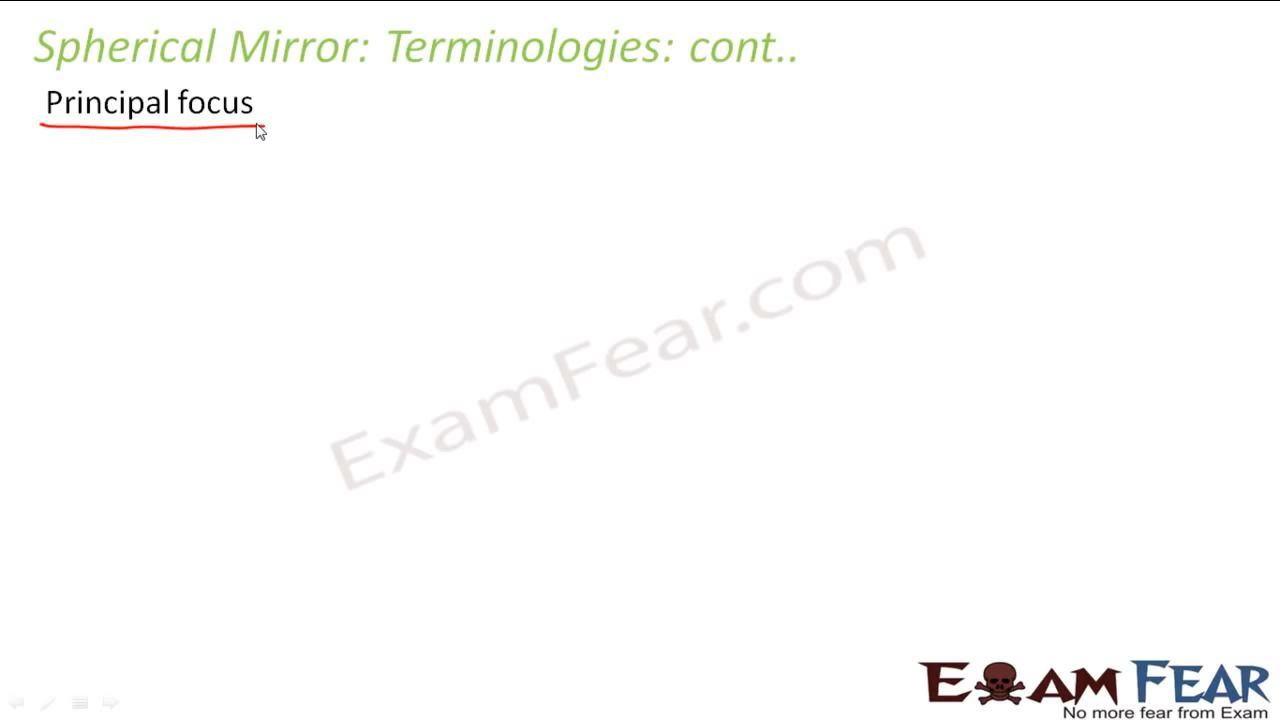 Spherical Mirror: Terminologies: cont..
Principal focus
ExamFear.com
EXAM FEAR
No more fear from Exam